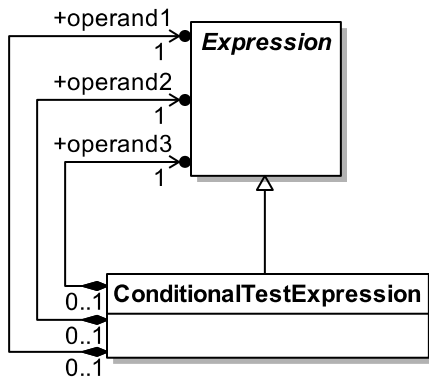 +operand1
1
Expression
+operand2
1
+operand3
1
ConditionalTestExpression
0..1
0..1
0..1